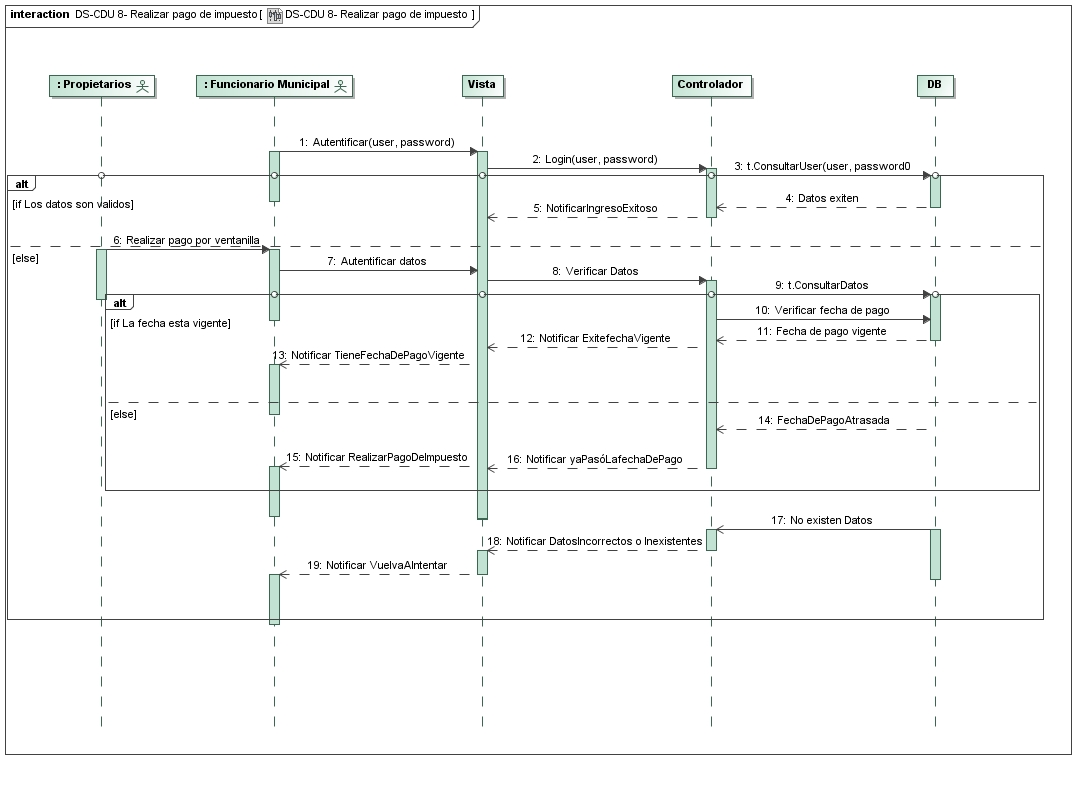 interaction DS-CDU 8- Realizar pago de impuesto [ DS-CDU 8- Realizar pago de impuesto ]
: Propietarios
: Funcionario Municipal
Vista
Controlador
DB
1: Autentificar(user, password)
2: Login(user, password)
3: t.ConsultarUser(user, password0
alt
[if Los datos son validos]
4: Datos exiten
5: NotificarIngresoExitoso
6: Realizar pago por ventanilla
[else]
7: Autentificar datos
8: Verificar Datos
9: t.ConsultarDatos
alt
[if La fecha esta vigente]
10: Verificar fecha de pago
11: Fecha de pago vigente
12: Notificar ExitefechaVigente
13: Notificar TieneFechaDePagoVigente
[else]
14: FechaDePagoAtrasada
15: Notificar RealizarPagoDeImpuesto
16: Notificar yaPasóLafechaDePago
17: No existen Datos
18: Notificar DatosIncorrectos o Inexistentes
19: Notificar VuelvaAIntentar